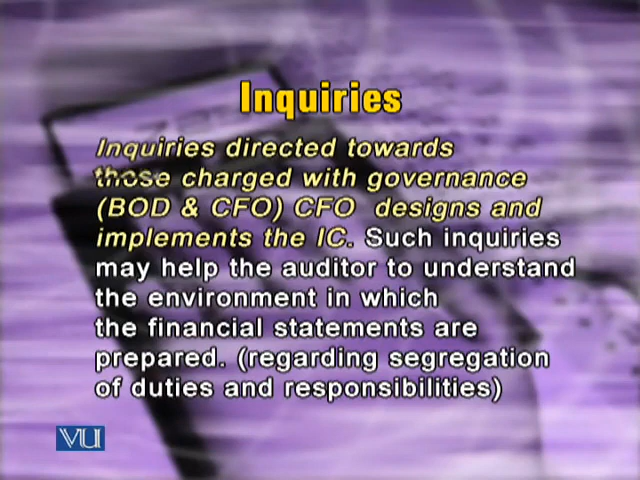 Inquiries
Inquiries directed towards
those charged with governance
(BOD & CFO) CFO designs and
implements the IC. Such inquiries
may help the auditor to understand
the environment in which
the financial statements are
prepared. (regarding segregation
of duties and responsibilities)
VU